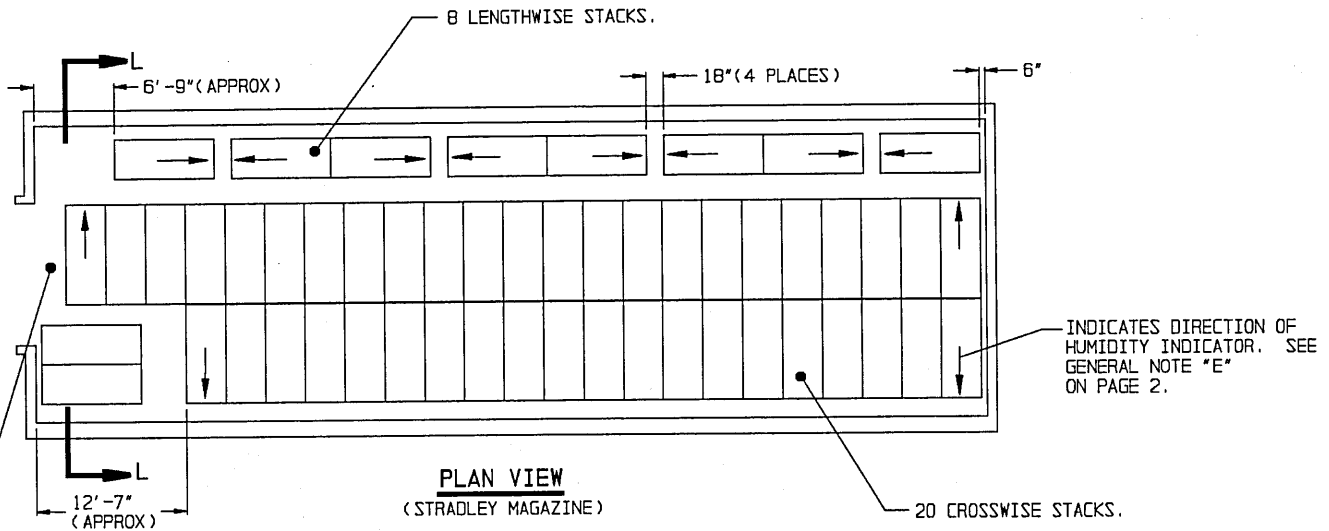 8 LENGTHWISE STACKS.
L
6'-9"(APPROX)
18"(4 PLACES)
6"
INDICATES DIRECTION OF
HUMIDITY INDICATOR. SEE
GENERAL NOTE "E"
ON PAGE 2.
L
12'-7"
(APPROX)
PLAN VIEW
(STRADLEY MAGAZINE)
20 CROSSWISE STACKS.